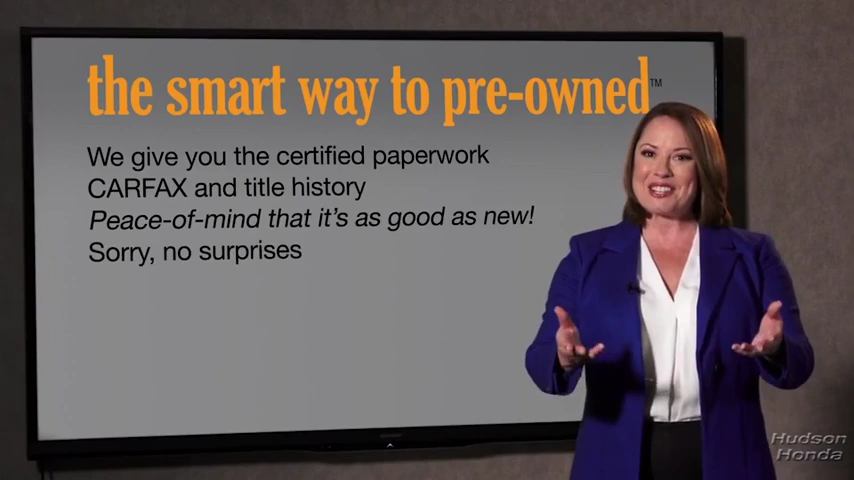 the smart way to pre-owned™
We give you the certified paperwork
CARFAX and title history
Peace-of-mind that it's as good as new!
Sorry, no surprises
Hudson
Honda